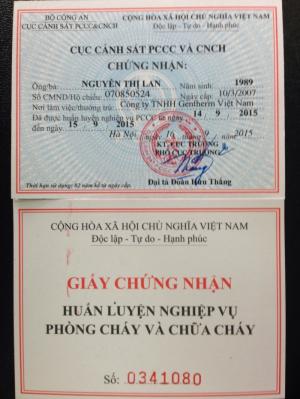 BỘ CÔNG AN
CỤC CẢNH SÁT PCCC&CNCH
CỘNG HÒA XÃ HỘI CHỦ NGHĨA VIỆT NAM
Độc lập - Tự do - Hạnh phúc
CỤC CẢNH SÁT PCCC VÀ CNCH
CHỨNG NHẬN:
Ông/bà: NGUYỄN THỊ LAN 1989
Số CMND/Hộ chiếu: 070850524 Ngày cấp: 10/3/2007
Nơi làm việc/thường trú: Công ty TNHH Gentherm Việt Nam
Đã được huấn luyện nghiệp vụ PCCC từ ngày 14 - 9 - 2015
đến ngày 15 - 9 - 2015
Hà Nội, ngày 16 2015
KT. CỤC TRƯỞNG
PHÓ CỤC TRƯỞNG
Đại tá Đoàn Hữu Thắng
Thời hạn sử dụng: 02 năm kể từ ngày cấp.
CỘNG HÒA XÃ HỘI CHỦ NGHĨA VIỆT NAM
Độc lập - Tự do - Hạnh phúc
GIẤY CHỨNG NHẬN
HUẤN LUYỆN NGHIỆP VỤ
PHÒNG CHÁY VÀ CHỮA CHÁY
Số: 0341080